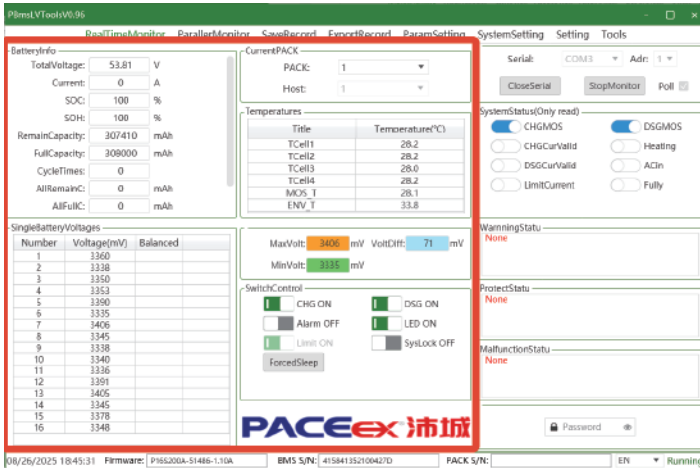 PBmsLVToolsV0.96
RealTimeMonitor ParallerMonitor SaveRecord ExportRecord ParamSetting SystemSetting Setting Tools
BatteryInfo
TotalVoltage: 53.81 V
Current: 0 A
SOC: 100 %
SOH: 100 %
RemainCapacity: 307410 mAh
FullCapacity: 308000 mAh
CycleTimes: 0
AllRemainC: 0 mAh
AllFullC: 0 mAh
CurrentPACK
PACK: 1
Host: 1
Temperatures
Title Temperature(℃)
TCell1 28.2
TCell2 28.2
TCell3 28.0
TCell4 28.2
MOS_T 28.1
ENV_T 33.8
Serial: COM3 Adr: 1
CloseSerial StopMonitor Poll
SystemStatus(Only read)
CHGMOS DSGMOS
CHGCurValid Heating
DSGCurValid ACin
LimitCurrent Fully
SingleBatteryVoltages
Number Voltage(mV) Balanced
1 3360
2 3338
3 3350
4 3353
5 3390
6 3335
7 3406
8 3345
9 3338
10 3340
11 3336
12 3391
13 3405
14 3345
15 3378
16 3348
MaxVolt: 3406 mV VoltDiff: 71 mV
MinVolt: 3335 mV
SwitchControl
CHG ON DSG ON
Alarm OFF LED ON
Limit ON SysLock OFF
ForcedSleep
WarnningStatu
None
ProtectStatu
None
MalfunctionStatu
None
PACEex 沛城
Password
08/26/2025 18:45:31 Firmware: P16S200A-51486-1.10A BMS S/N: 415841352100427D PACK S/N: EN Running